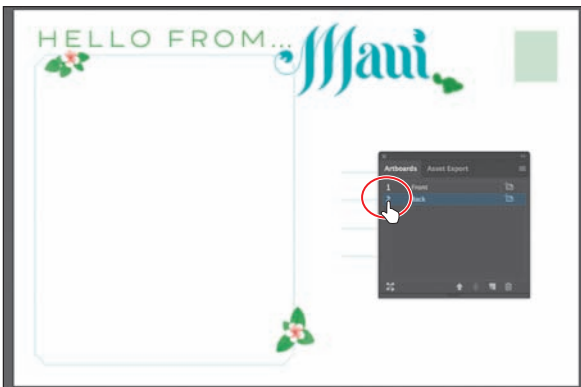 HELLO FROM...
Maui
Artboards Asset Export
1 Front
2 Back